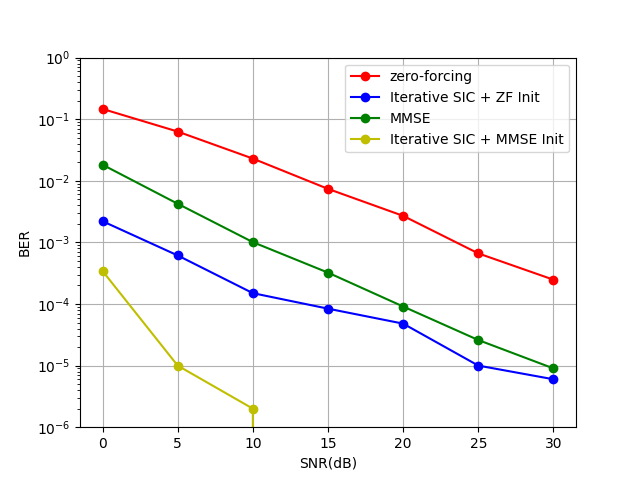 10^0
10^-1
10^-2
10^-3
10^-4
10^-5
10^-6
BER
zero-forcing
Iterative SIC + ZF Init
MMSE
Iterative SIC + MMSE Init
0 5 10 15 20 25 30
SNR(dB)